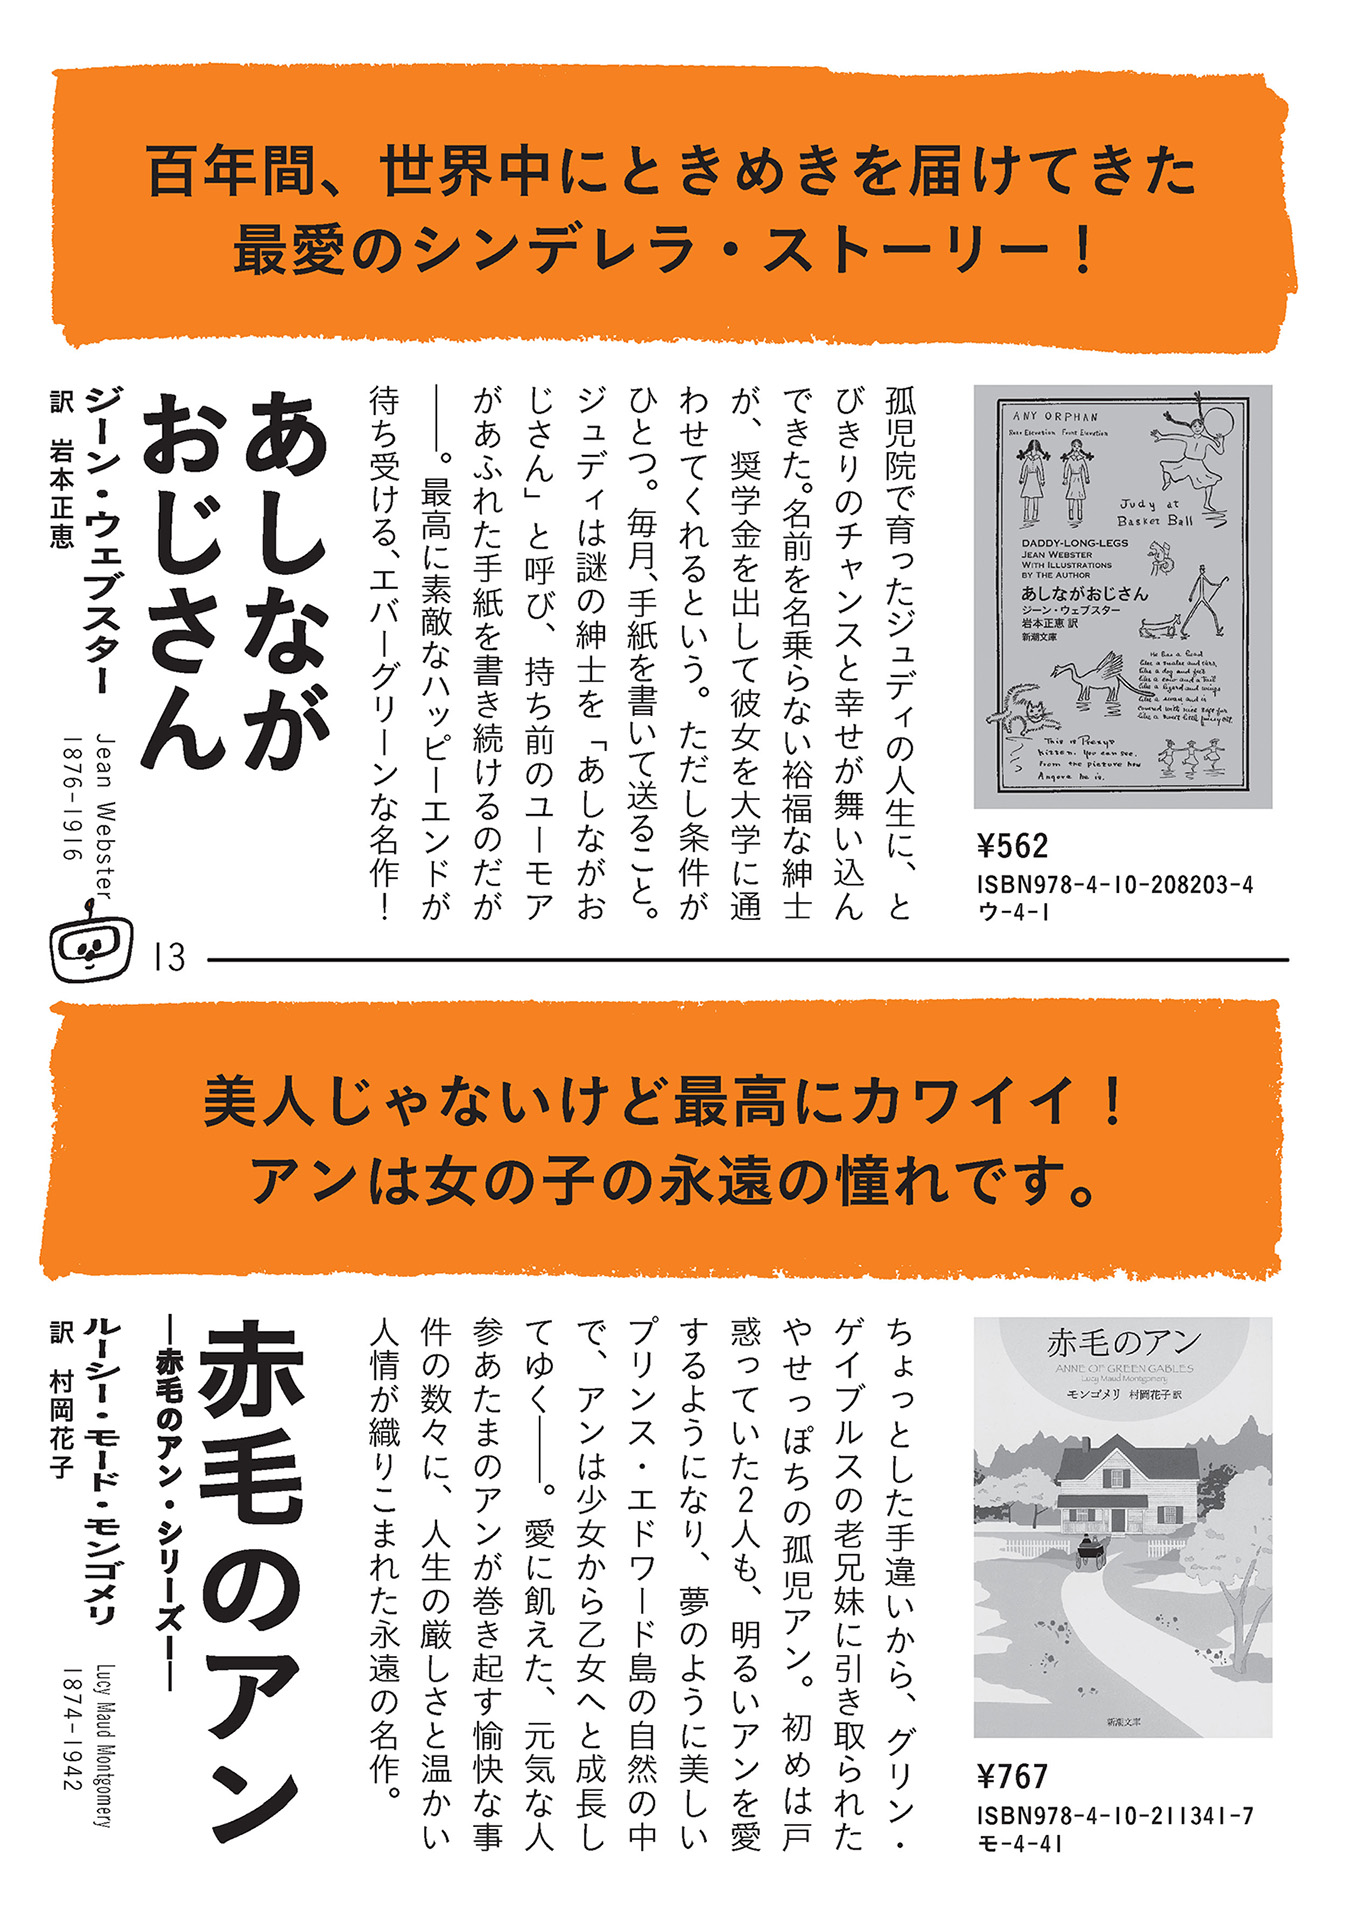 百年間、世界中にときめきを届けてきた
最愛のシンデレラ・ストーリー！
ANY ORPHAN
Rear Elevation Front Elevation
Judy at
Basket Ball
DADDY-LONG-LEGS
JEAN WEBSTER
WITH ILLUSTRATIONS
BY THE AUTHOR
あしながおじさん
ジーン・ウェブスター
岩本正恵 訳
新潮文庫
This is Prexy's
Kitten. You can see
from the picture how
Angora he is.
¥562
ISBN978-4-10-208203-4
ウ-4-1
孤児院で育ったジュディの人生に、と
びきりのチャンスと幸せが舞い込ん
できた。名前を名乗らない裕福な紳士
が、奨学金を出して彼女を大学に通
わせてくれるという。ただし条件が
ひとつ。毎月、手紙を書いて送ること。
ジュディは謎の紳士を「あしながお
じさん」と呼び、持ち前のユーモア
があふれた手紙を書き続けるのだが
――。最高に素敵なハッピーエンドが
待ち受ける、エバーグリーンな名作！
あしなが
おじさん
ジーン・ウェブスター
Jean Webster
1876-1916
訳 岩本正恵
13
美人じゃないけど最高にカワイイ！
アンは女の子の永遠の憧れです。
赤毛のアン
ANNE OF GREEN GABLES
Lucy Maud Montgomery
モンゴメリ 村岡花子 訳
新潮文庫
¥767
ISBN978-4-10-211341-7
モ-4-41
ちょっとした手違いから、グリン・
ゲイブルスの老兄妹に引き取られた
やせっぽちの孤児アン。初めは戸
惑っていた2人も、明るいアンを愛
するようになり、夢のように美しい
プリンス・エドワード島の自然の中
で、アンは少女から乙女へと成長し
てゆく――。愛に飢えた、元気な人
参あたまのアンが巻き起す愉快な事
件の数々に、人生の厳しさと温かい
人情が織りこまれた永遠の名作。
赤毛のアン
―赤毛のアン・シリーズ1―
ルーシー・モード・モンゴメリ
Lucy Maud Montgomery
1874-1942
訳 村岡花子